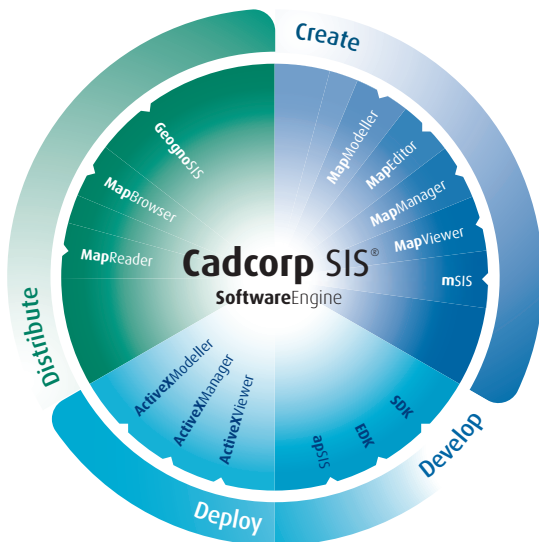 Create
MapModeller
MapEditor
MapManager
MapViewer
mSIS
GeognoSIS
MapBrowser
MapReader
Cadcorp SIS®
SoftwareEngine
Distribute
ActiveXModeller
ActiveXManager
ActiveXViewer
apSIS
EDK
SDK
Develop
Deploy